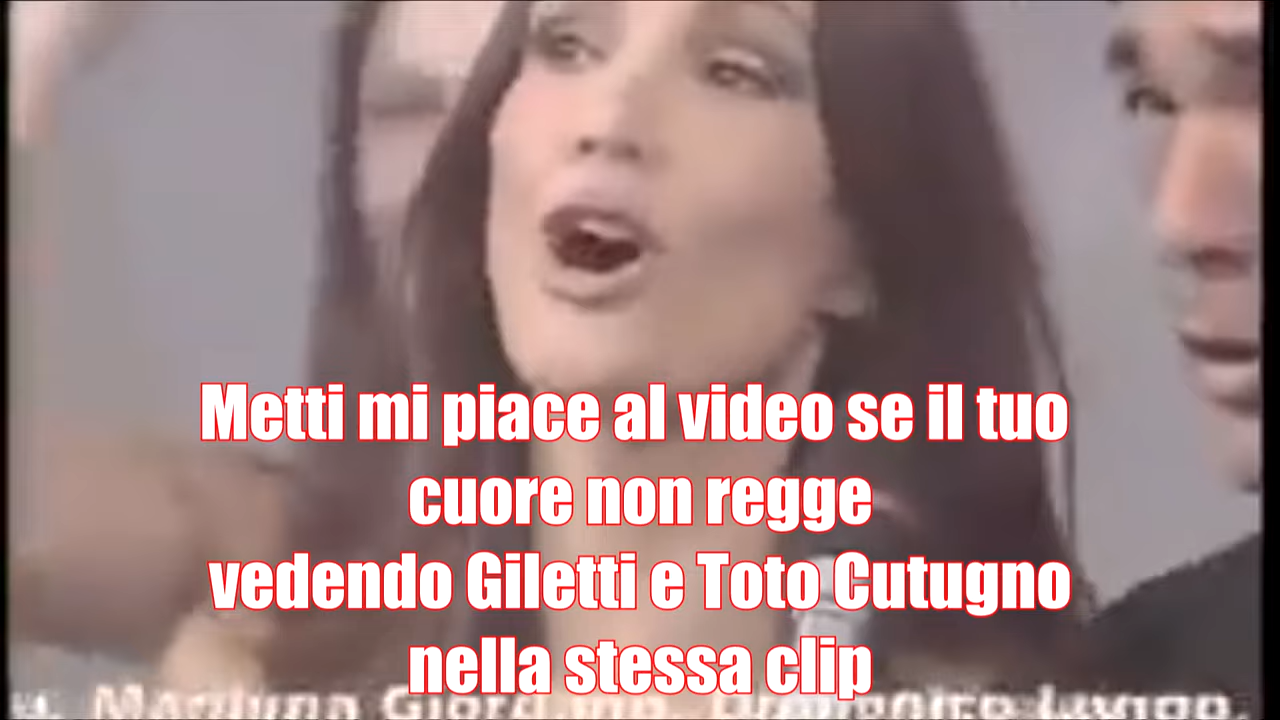 Metti mi piace al video se il tuo
cuore non regge
vedendo Giletti e Toto Cutugno
nella stessa clip